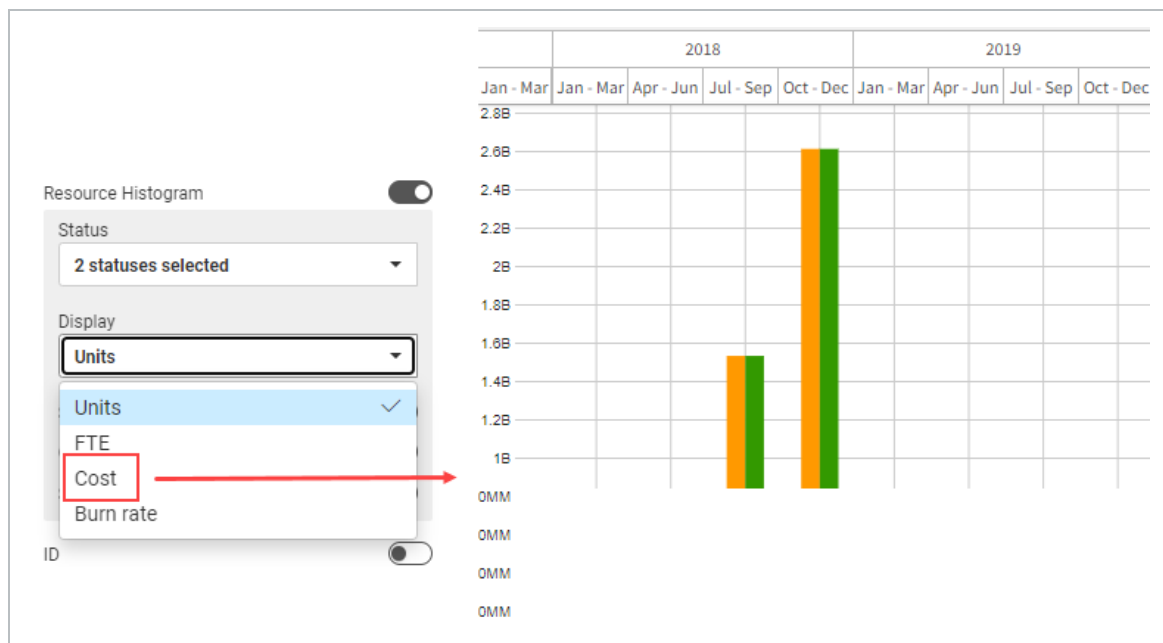 Resource Histogram
Status
2 statuses selected
Display
Units
Units
FTE
Cost
Burn rate
ID
2018 2019
Jan - Mar Jan - Mar Apr - Jun Jul - Sep Oct - Dec Jan - Mar Apr - Jun Jul - Sep Oct - Dec
2.8B
2.6B
2.4B
2.2B
2B
1.8B
1.6B
1.4B
1.2B
1B
0MM
0MM
0MM
0MM